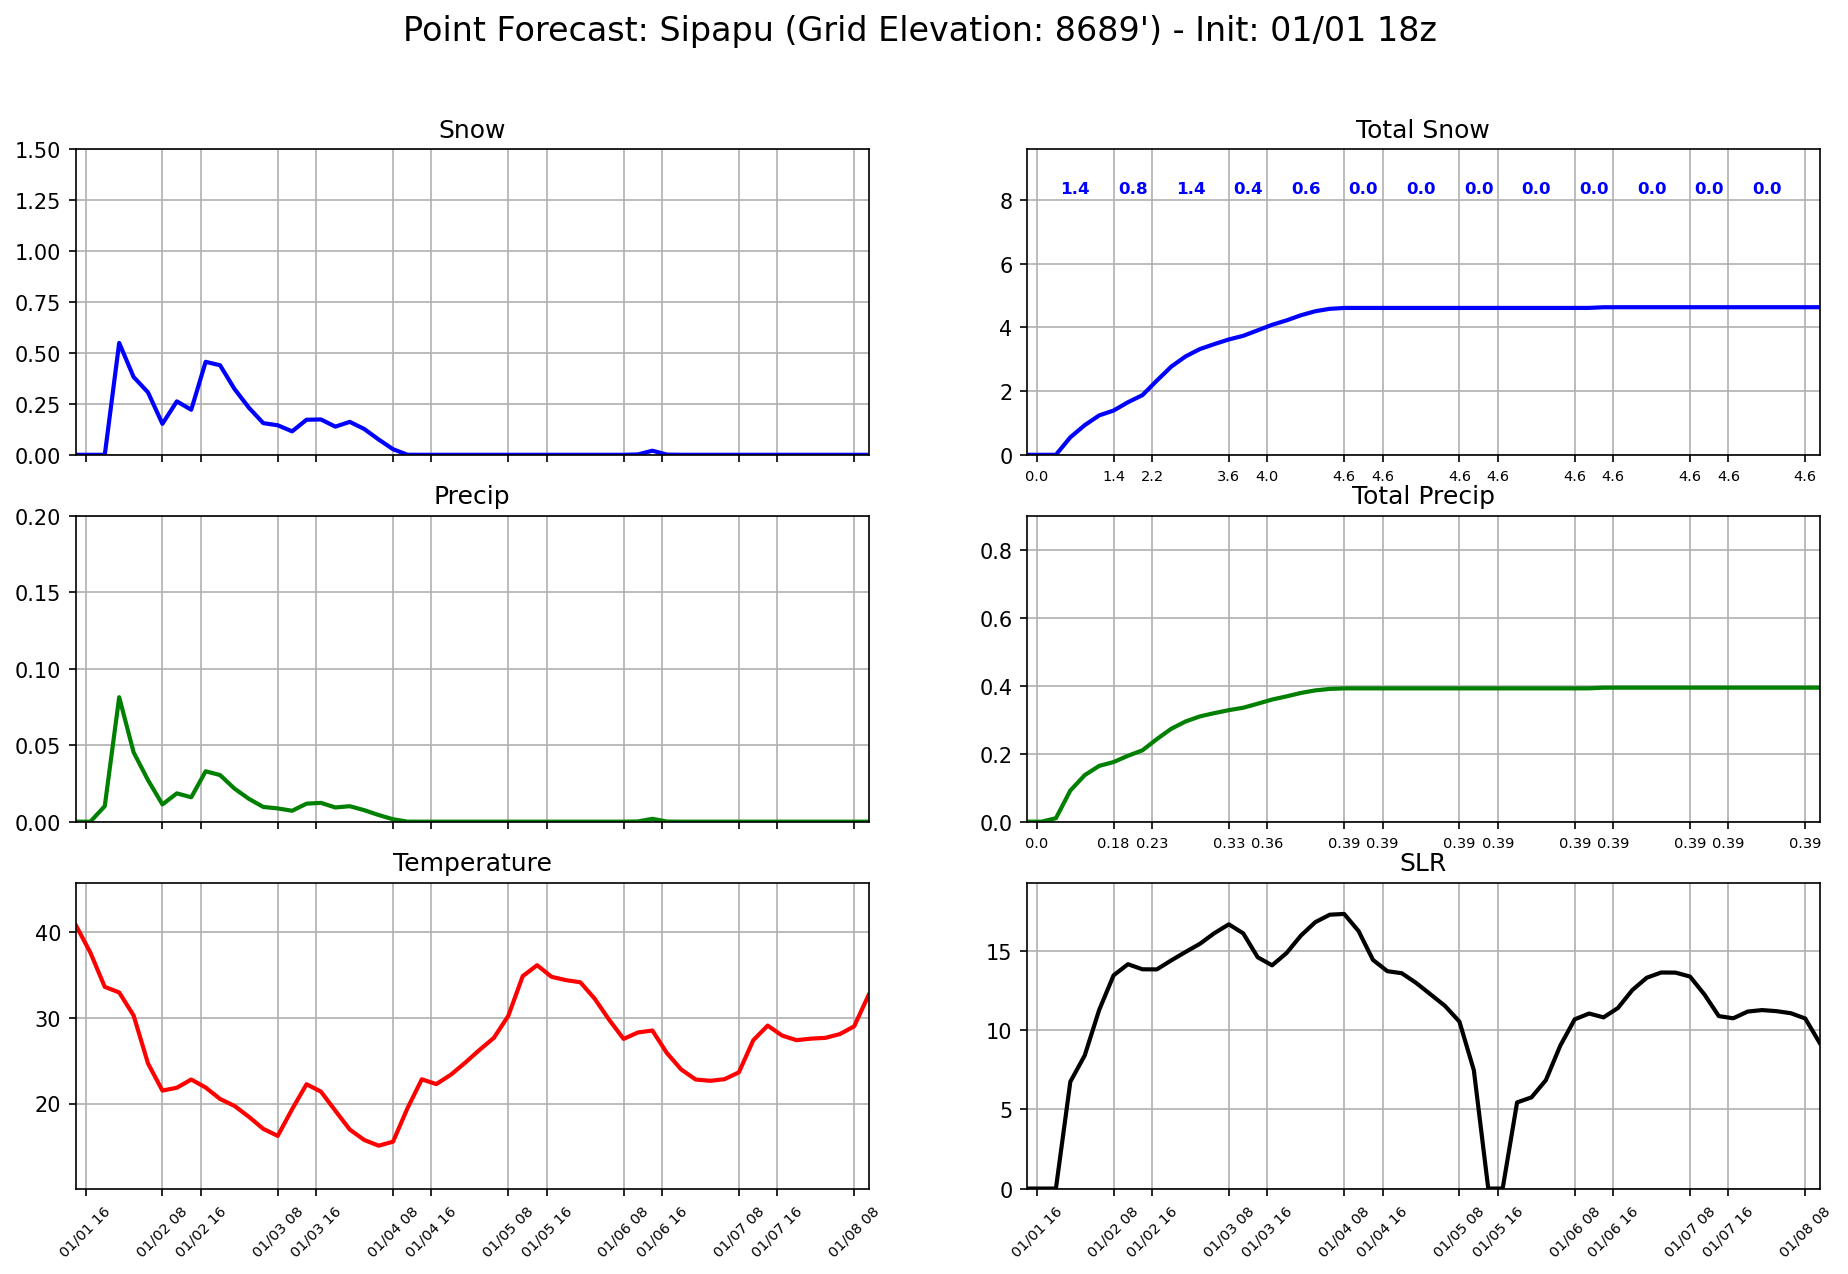 Point Forecast: Sipapu (Grid Elevation: 8689') - Init: 01/01 18z
Snow
1.50
1.25
1.00
0.75
0.50
0.25
0.00
Total Snow
1.4 0.8 1.4 0.4 0.6 0.0 0.0 0.0 0.0 0.0 0.0 0.0 0.0
8
6
4
2
0
0.0 1.4 2.2 3.6 4.0 4.6 4.6 4.6 4.6 4.6 4.6 4.6 4.6 4.6
Precip
0.20
0.15
0.10
0.05
0.00
Total Precip
0.8
0.6
0.4
0.2
0.0
0.0 0.18 0.23 0.33 0.36 0.39 0.39 0.39 0.39 0.39 0.39 0.39 0.39 0.39
Temperature
40
30
20
01/01 16 01/02 08 01/02 16 01/03 08 01/03 16 01/04 08 01/04 16 01/05 08 01/05 16 01/06 08 01/06 16 01/07 08 01/07 16 01/08 08
SLR
15
10
5
0
01/01 16 01/02 08 01/02 16 01/03 08 01/03 16 01/04 08 01/04 16 01/05 08 01/05 16 01/06 08 01/06 16 01/07 08 01/07 16 01/08 08